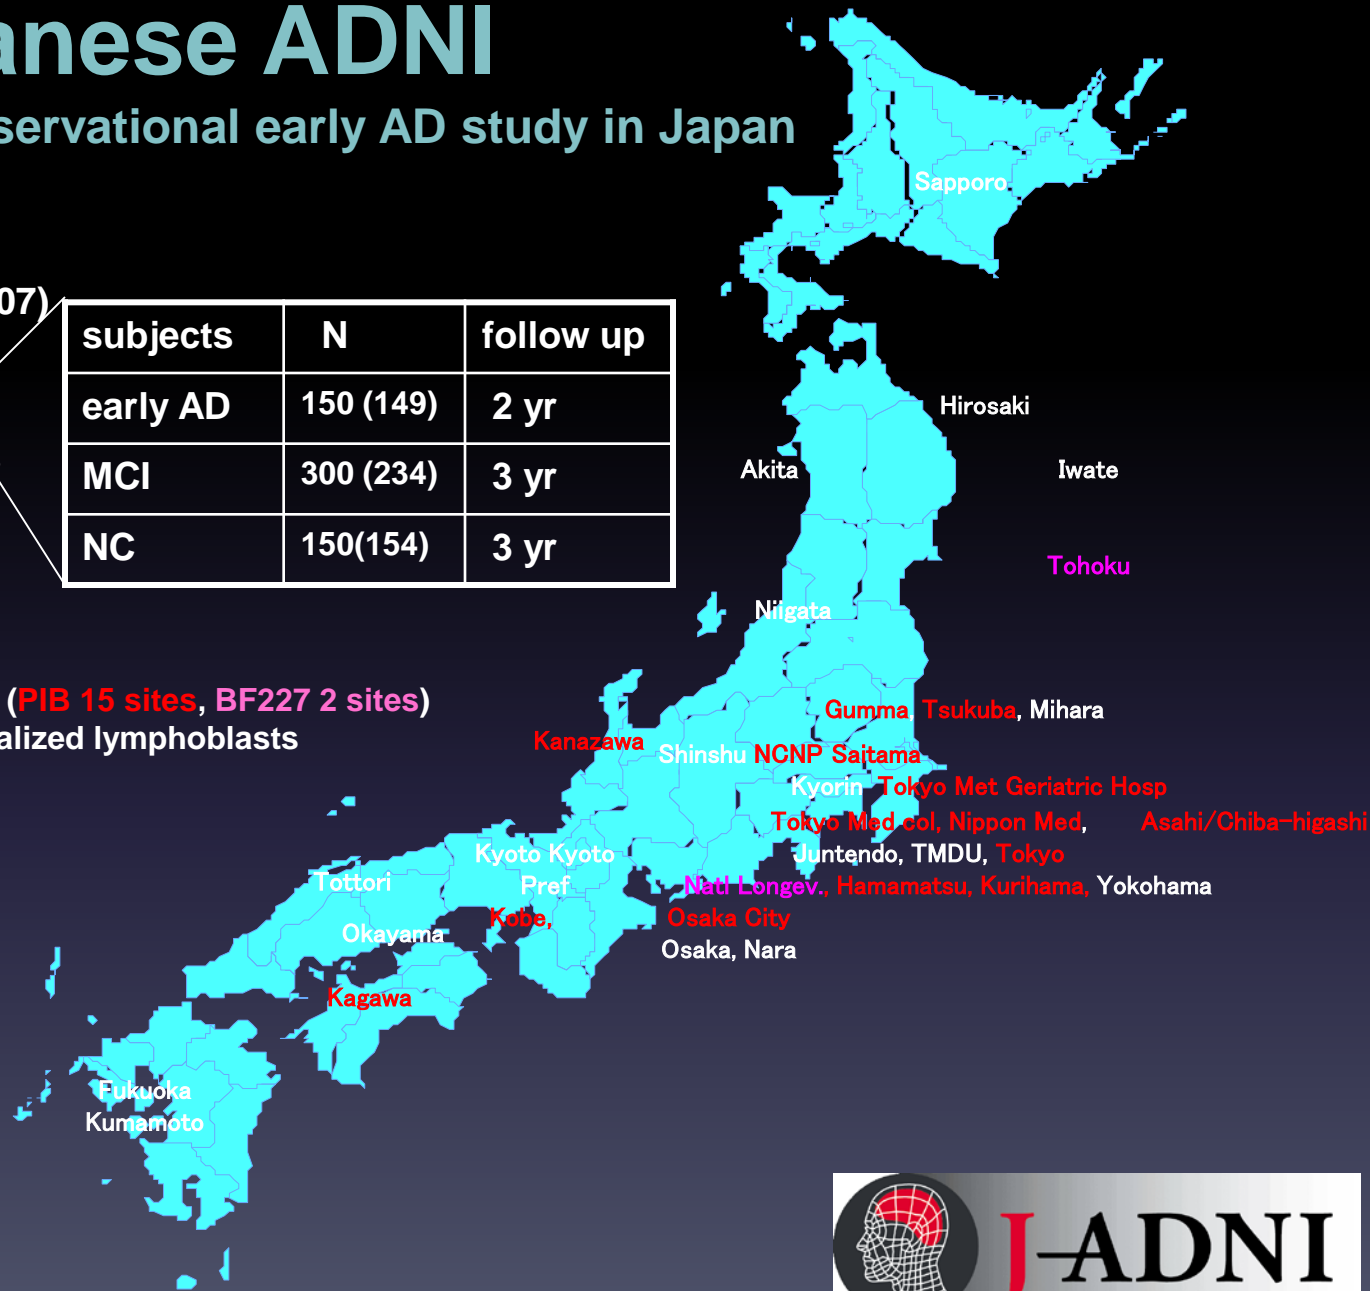 anese ADNI
servational early AD study in Japan
07)
subjects N follow up
early AD 150 (149) 2 yr
MCI 300 (234) 3 yr
NC 150(154) 3 yr
(PIB 15 sites, BF227 2 sites)
alized lymphoblasts
Sapporo
Hirosaki
Akita
Iwate
Tohoku
Niigata
Gumma, Tsukuba, Mihara
Kanazawa
Shinshu NCNP Saitama
Kyorin Tokyo Met Geriatric Hosp
Tokyo Med col, Nippon Med, Asahi/Chiba-higashi
Juntendo, TMDU, Tokyo
Kyoto Kyoto
Pref
Natl Longev., Hamamatsu, Kurihama, Yokohama
Tottori
Kobe,
Osaka City
Okayama
Osaka, Nara
Kagawa
Fukuoka
Kumamoto
J-ADNI